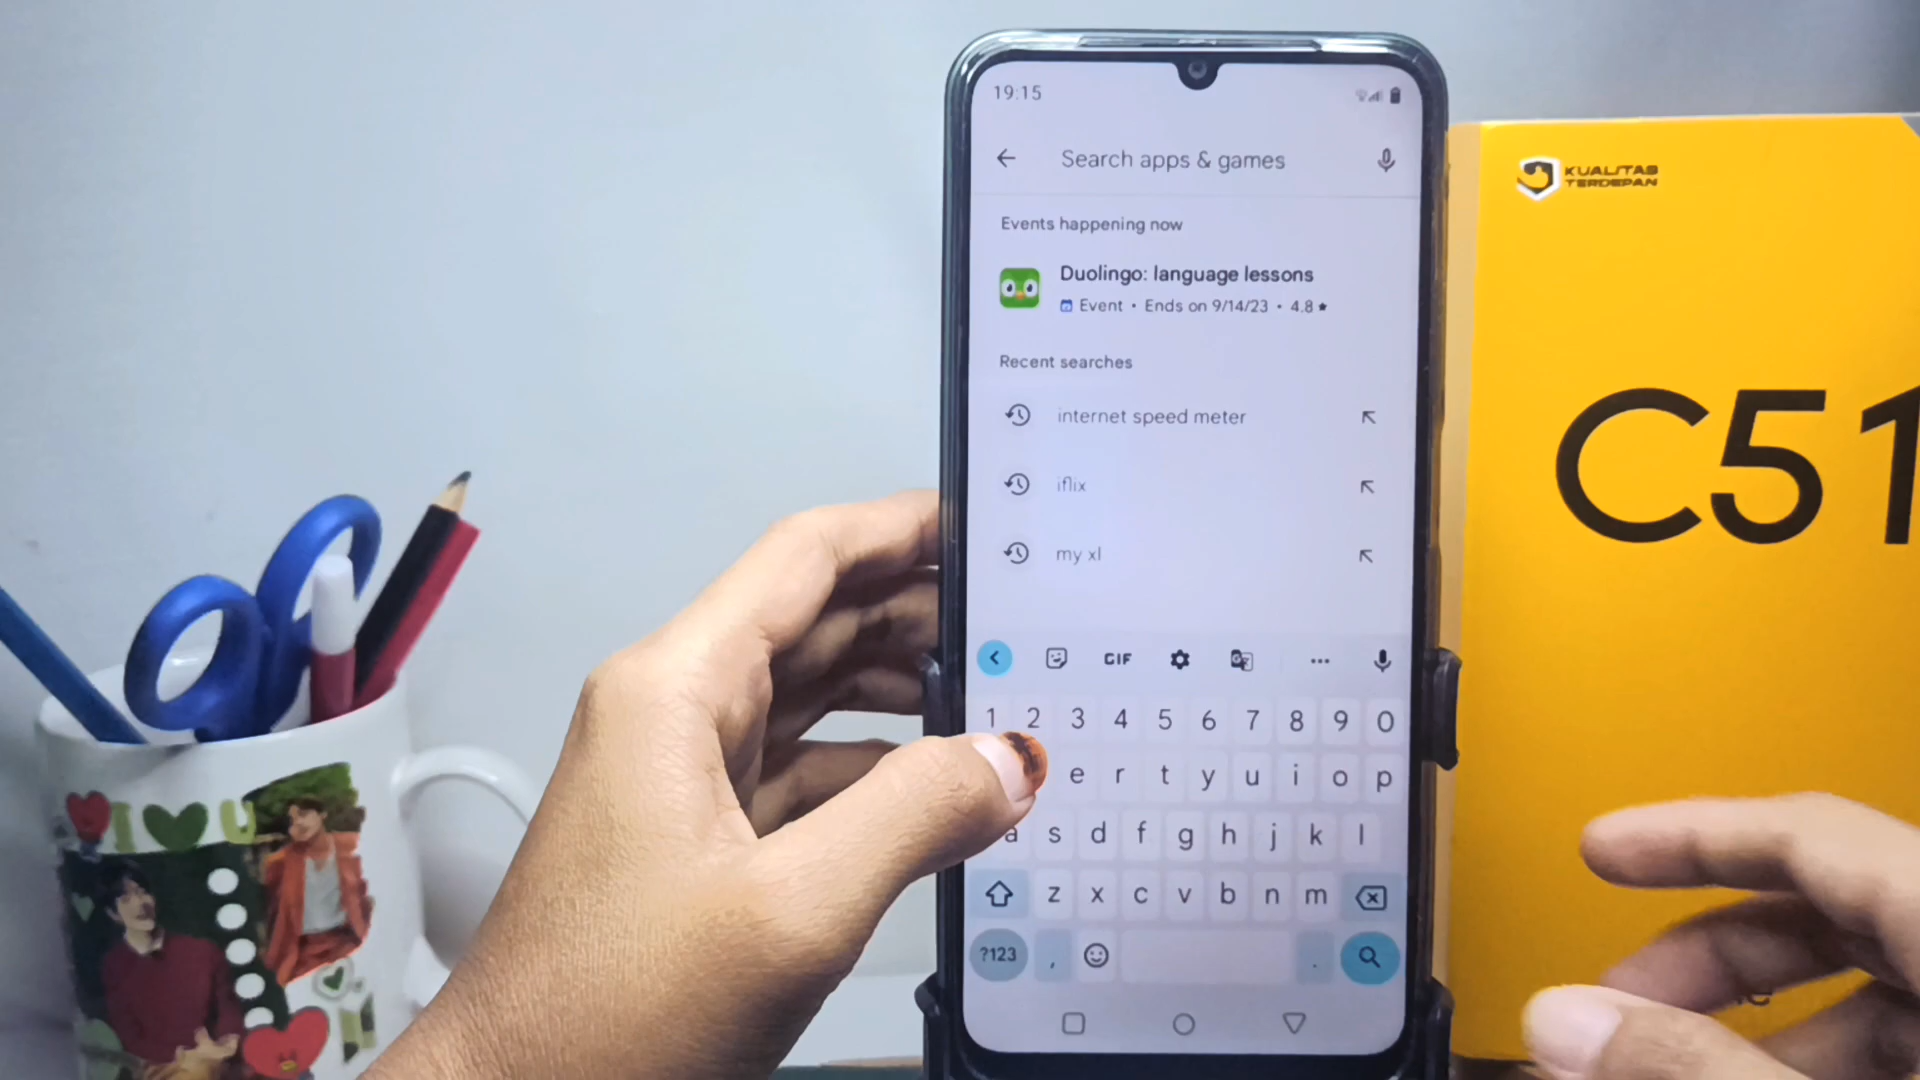 19:15
Search apps & games
Events happening now
Duolingo: language lessons
Event • Ends on 9/14/23 • 4.8 ★
Recent searches
internet speed meter
iflix
my xl
GIF
1 2 3 4 5 6 7 8 9 0
e r t y u i o p
a s d f g h j k l
z x c v b n m
?123 , .
KUALITAS
TERDEPAN
C51
I U